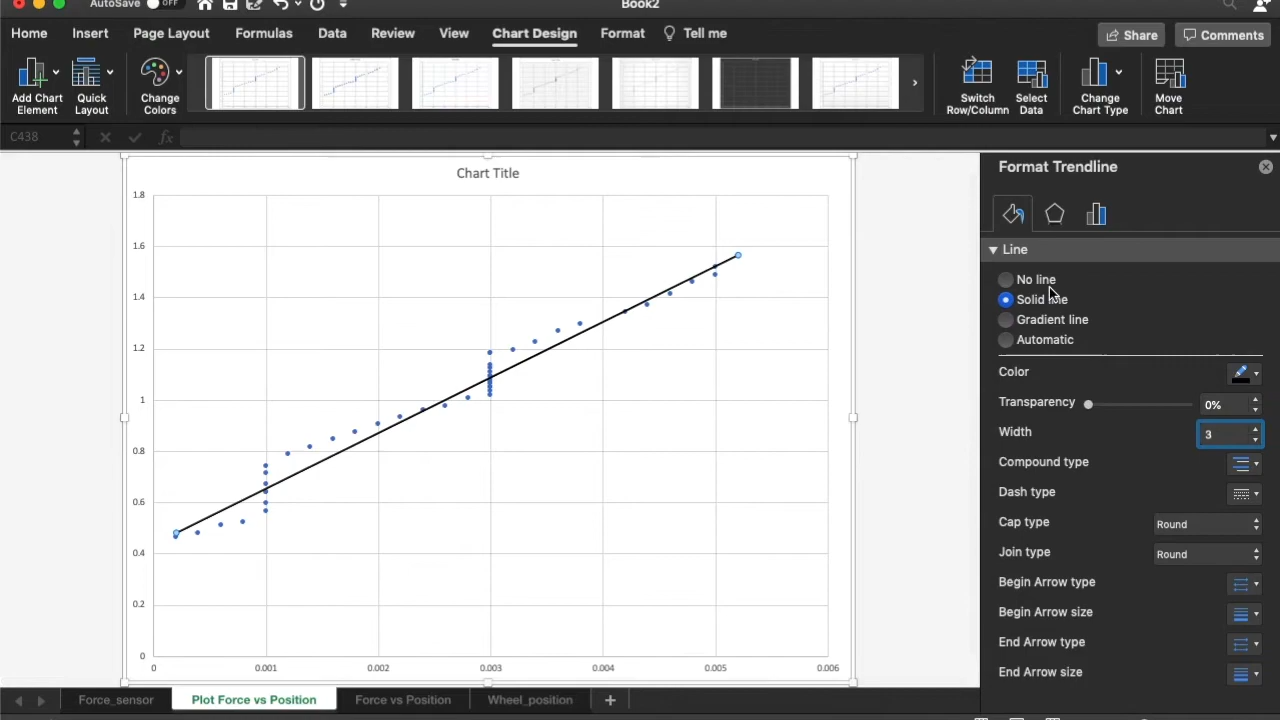 AutoSave OFF
Book2
Home Insert Page Layout Formulas Data Review View Chart Design Format Tell me
Share Comments
Add Chart Element
Quick Layout
Change Colors
Switch Row/Column
Select Data
Change Chart Type
Move Chart
C438
fx
Chart Title
1.8
1.6
1.4
1.2
1
0.8
0.6
0.4
0.2
0
0 0.001 0.002 0.003 0.004 0.005 0.006
Format Trendline
Line
No line
Solid line
Gradient line
Automatic
Color
Transparency 0%
Width 3
Compound type
Dash type
Cap type Round
Join type Round
Begin Arrow type
Begin Arrow size
End Arrow type
End Arrow size
Force_sensor Plot Force vs Position Force vs Position Wheel_position +